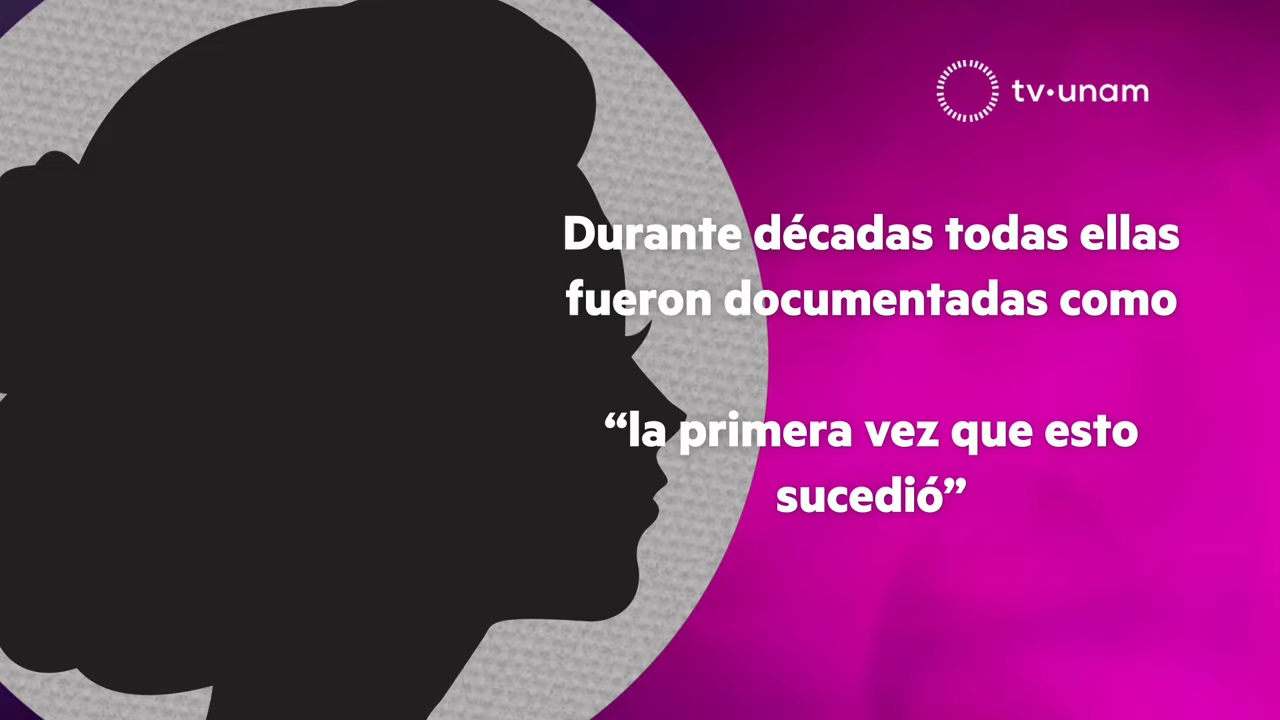 tv·unam
Durante décadas todas ellas
fueron documentadas como
“la primera vez que esto
sucedió”